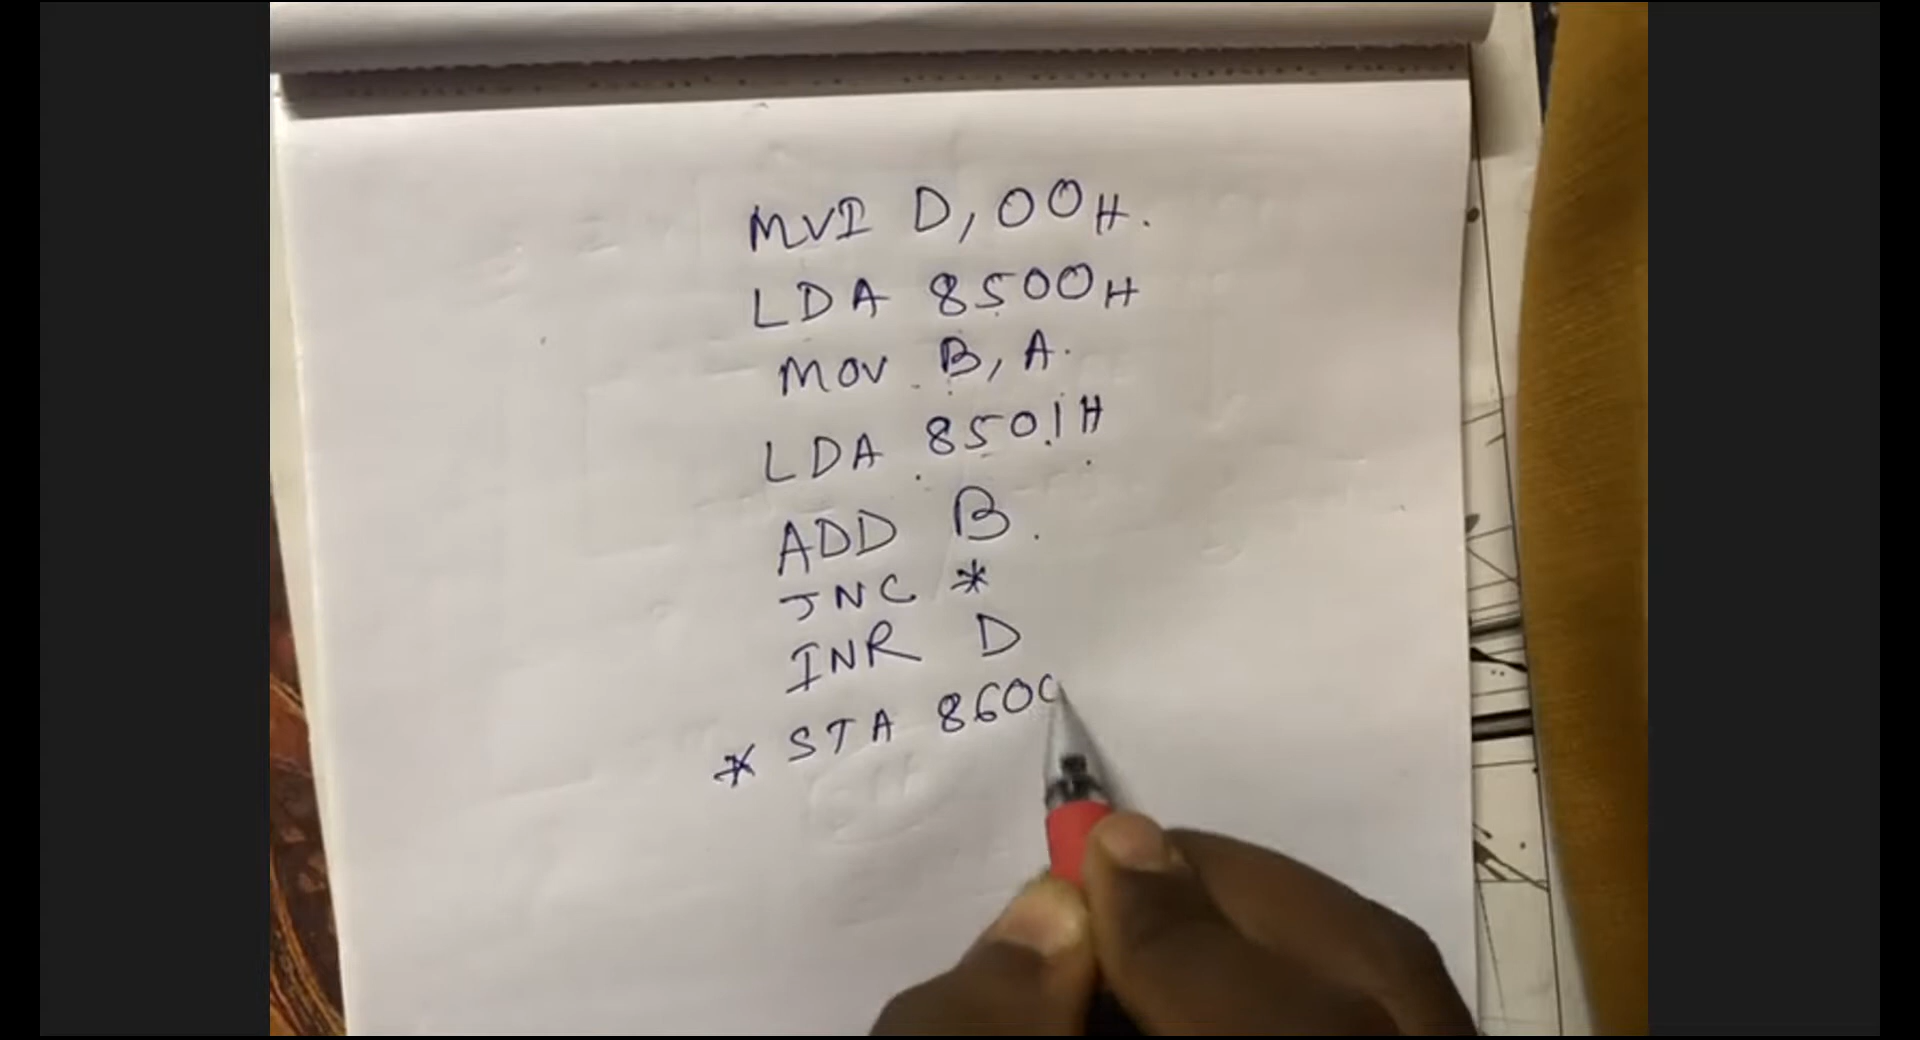 MVI D, 00H.
LDA 8500H
MOV B, A.
LDA 8501H
ADD B.
JNC *
INR D
* STA 860